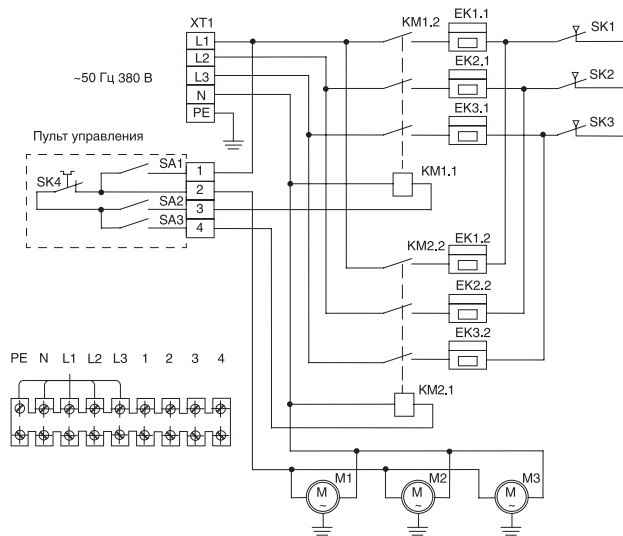 XT1
L1
L2
L3
N
PE
~50 Гц 380 В
KM1.2
EK1.1
SK1
EK2.1
SK2
EK3.1
SK3
KM1.1
Пульт управления
SK4
SA1
SA2
SA3
1
2
3
4
KM2.2
EK1.2
EK2.2
EK3.2
KM2.1
PE N L1 L2 L3 1 2 3 4
M1
M2
M3
M
~
M
~
M
~